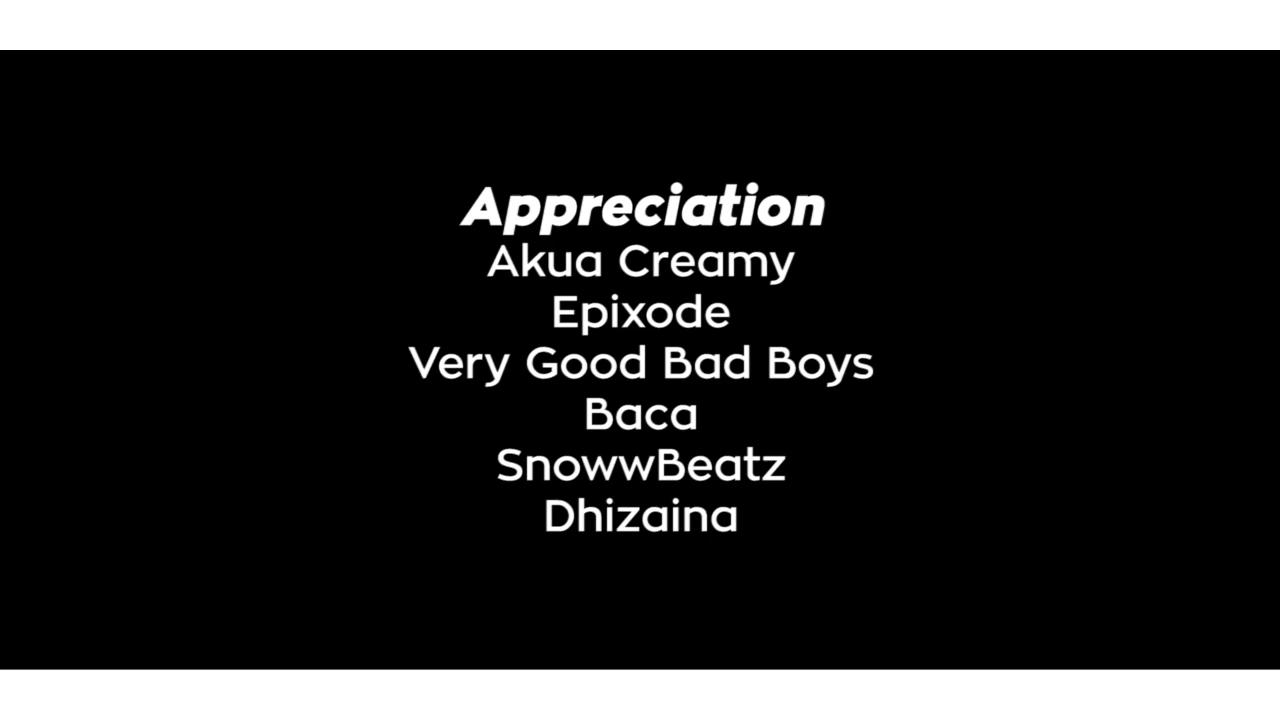 Appreciation
Akua Creamy
Epixode
Very Good Bad Boys
Baca
SnowwBeatz
Dhizaina